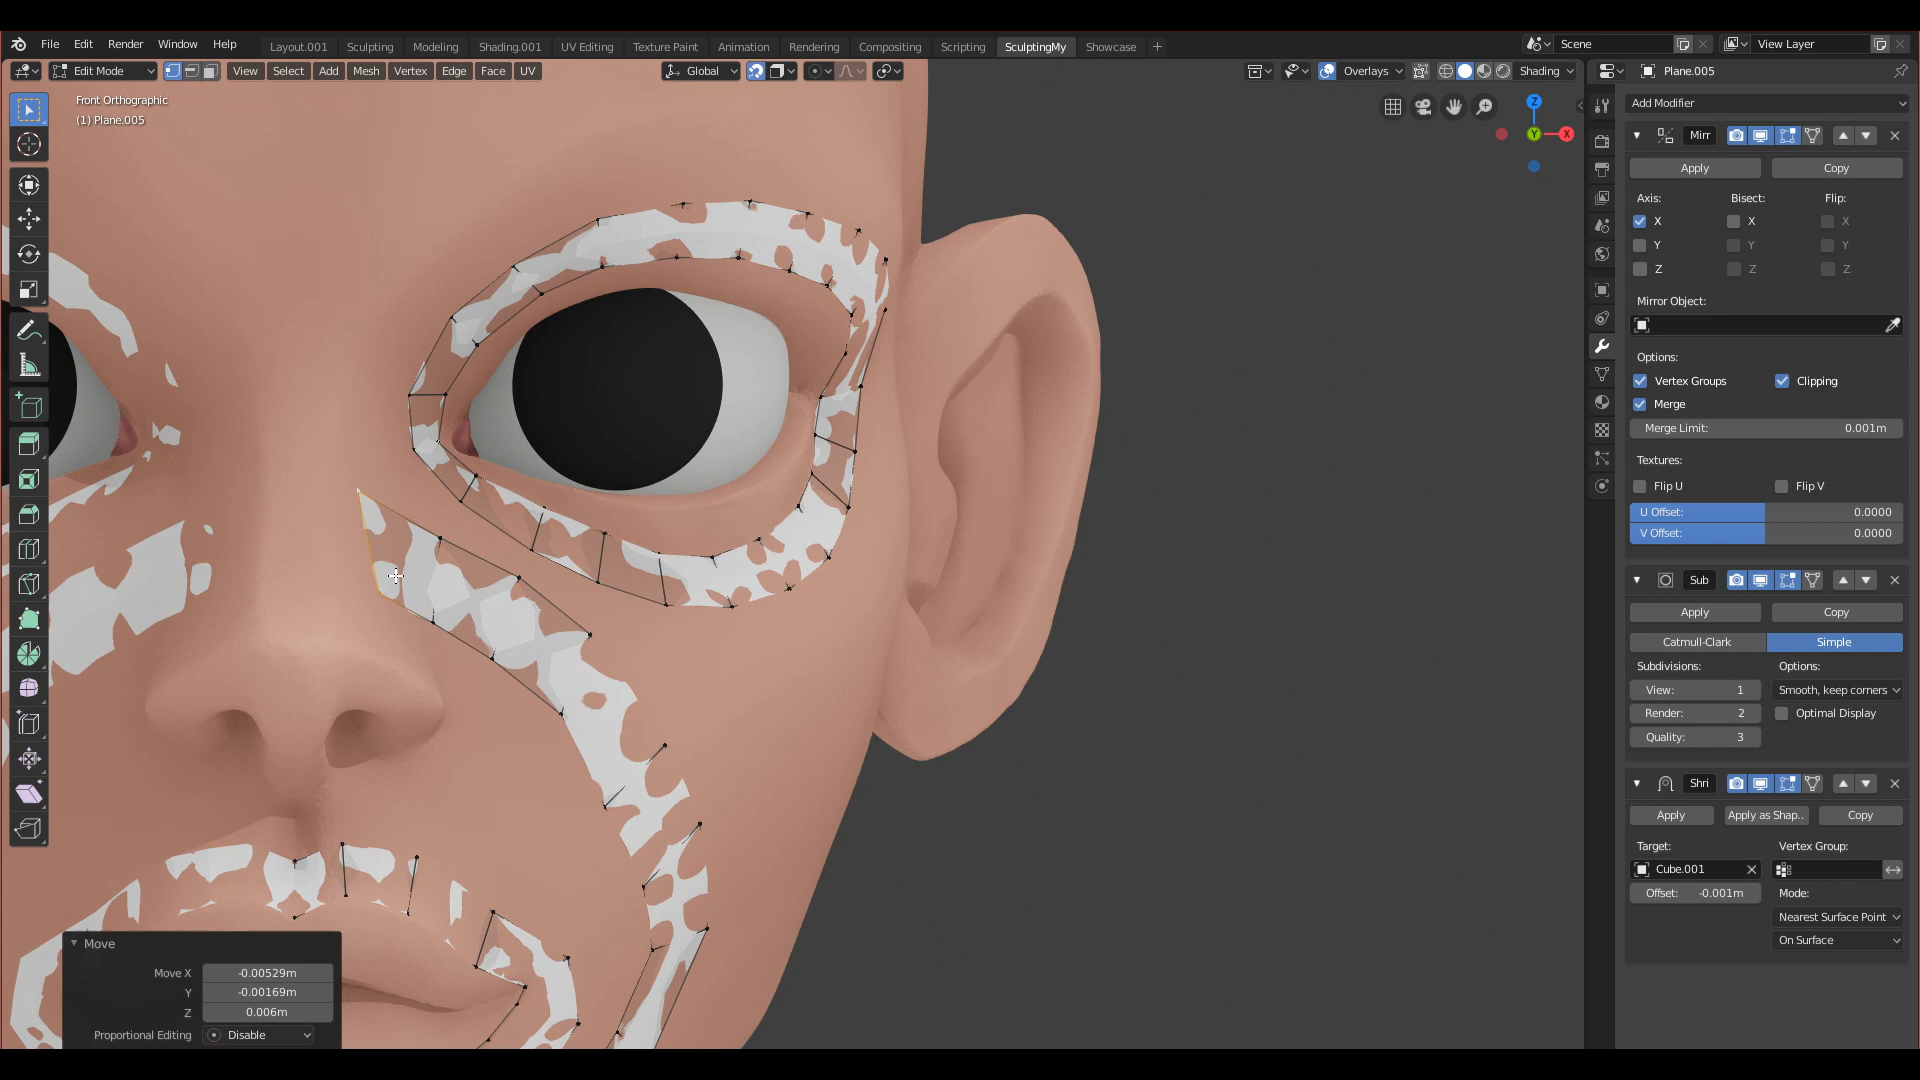 File Edit Render Window Help Layout.001 Sculpting Modeling Shading.001 UV Editing Texture Paint Animation Rendering Compositing Scripting SculptingMy Showcase + Scene View Layer
Edit Mode View Select Add Mesh Vertex Edge Face UV Global Overlays Shading Plane.005
Front Orthographic
(1) Plane.005
Z
Y
X
Add Modifier
Mirr
Apply Copy
Axis: Bisect: Flip:
X X X
Y Y Y
Z Z Z
Mirror Object:
Options:
Vertex Groups Clipping
Merge
Merge Limit: 0.001m
Textures:
Flip U Flip V
U Offset: 0.0000
V Offset: 0.0000
Sub
Apply Copy
Catmull-Clark Simple
Subdivisions: Options:
View: 1 Smooth, keep corners
Render: 2 Optimal Display
Quality: 3
Shri
Apply Apply as Shap.. Copy
Target: Vertex Group:
Cube.001
Offset: -0.001m Mode:
Nearest Surface Point
On Surface
Move
Move X -0.00529m
Y -0.00169m
Z 0.006m
Proportional Editing Disable